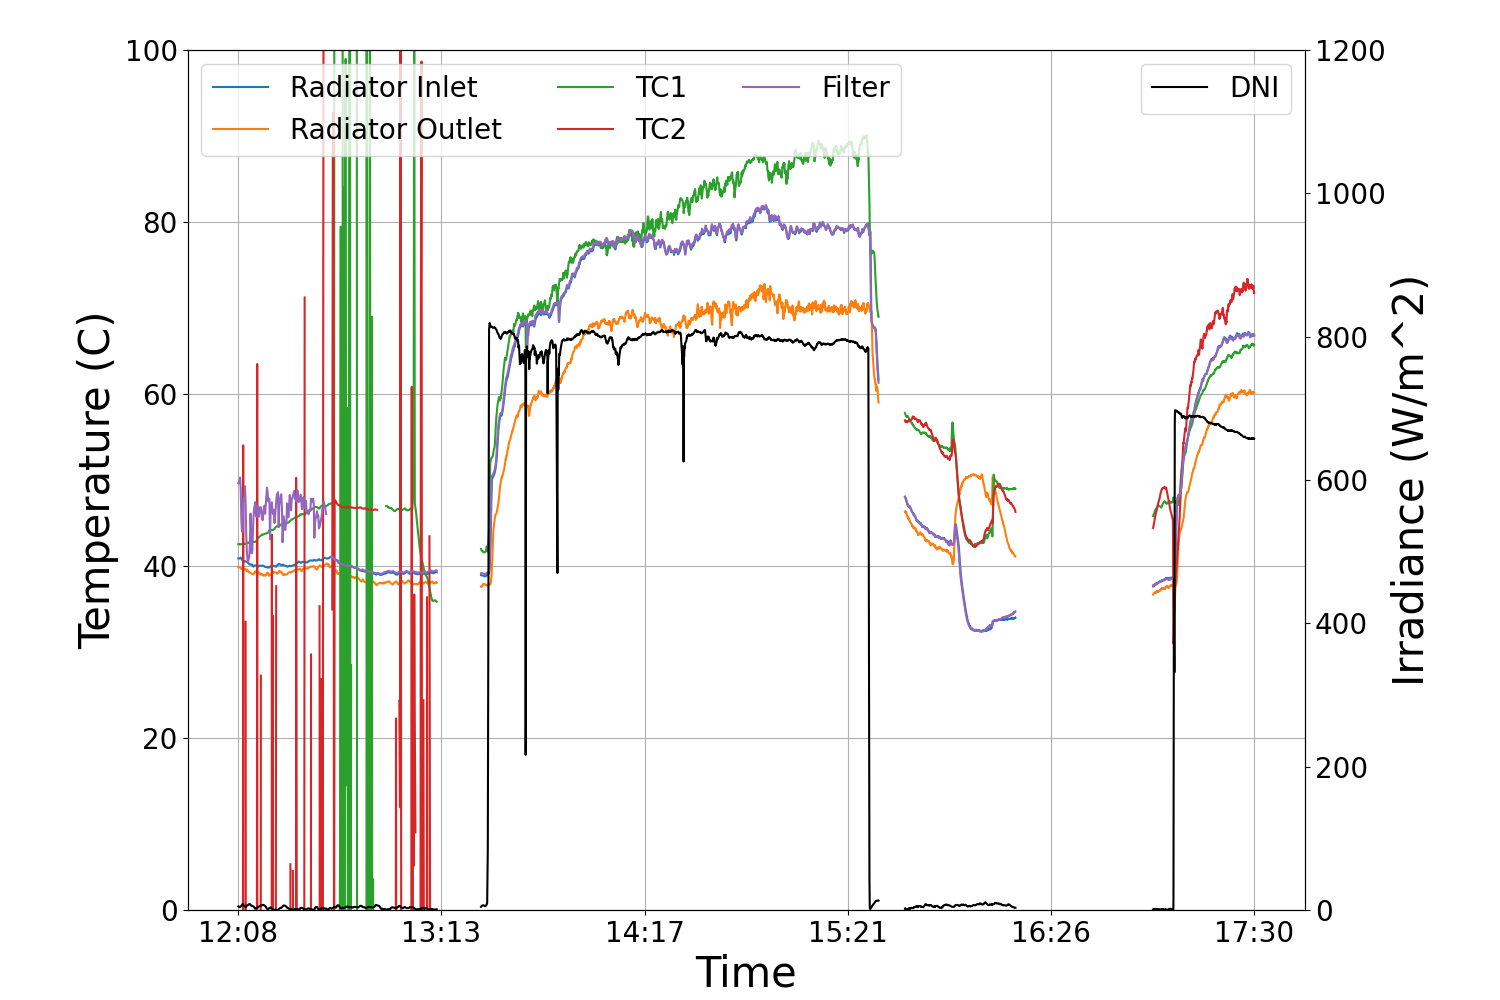 100
80
60
40
20
0
Temperature (C)
Radiator Inlet
Radiator Outlet
TC1
TC2
Filter
DNI
1200
1000
800
600
400
200
0
Irradiance (W/m^2)
12:08 13:13 14:17 15:21 16:26 17:30
Time